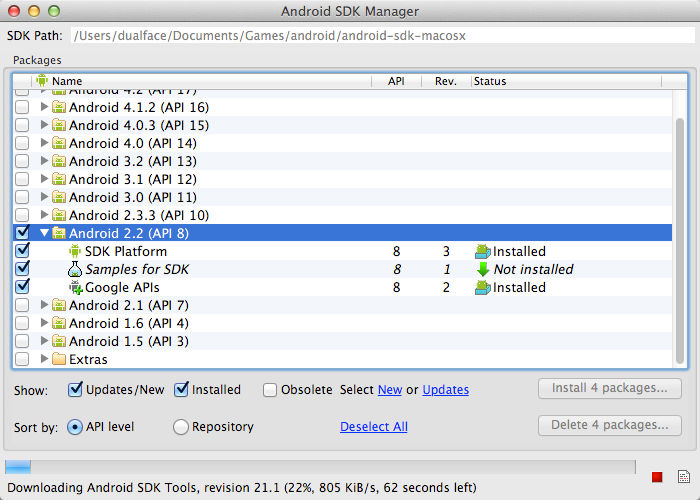 Android SDK Manager
SDK Path: /Users/dualface/Documents/Games/android/android-sdk-macosx
Packages
Name API Rev. Status
Android 4.2 (API 17)
Android 4.1.2 (API 16)
Android 4.0.3 (API 15)
Android 4.0 (API 14)
Android 3.2 (API 13)
Android 3.1 (API 12)
Android 3.0 (API 11)
Android 2.3.3 (API 10)
Android 2.2 (API 8)
SDK Platform 8 3 Installed
Samples for SDK 8 1 Not installed
Google APIs 8 2 Installed
Android 2.1 (API 7)
Android 1.6 (API 4)
Android 1.5 (API 3)
Extras
Show: Updates/New Installed Obsolete Select New or Updates Install 4 packages...
Sort by: API level Repository Deselect All Delete 4 packages...
Downloading Android SDK Tools, revision 21.1 (22%, 805 KiB/s, 62 seconds left)